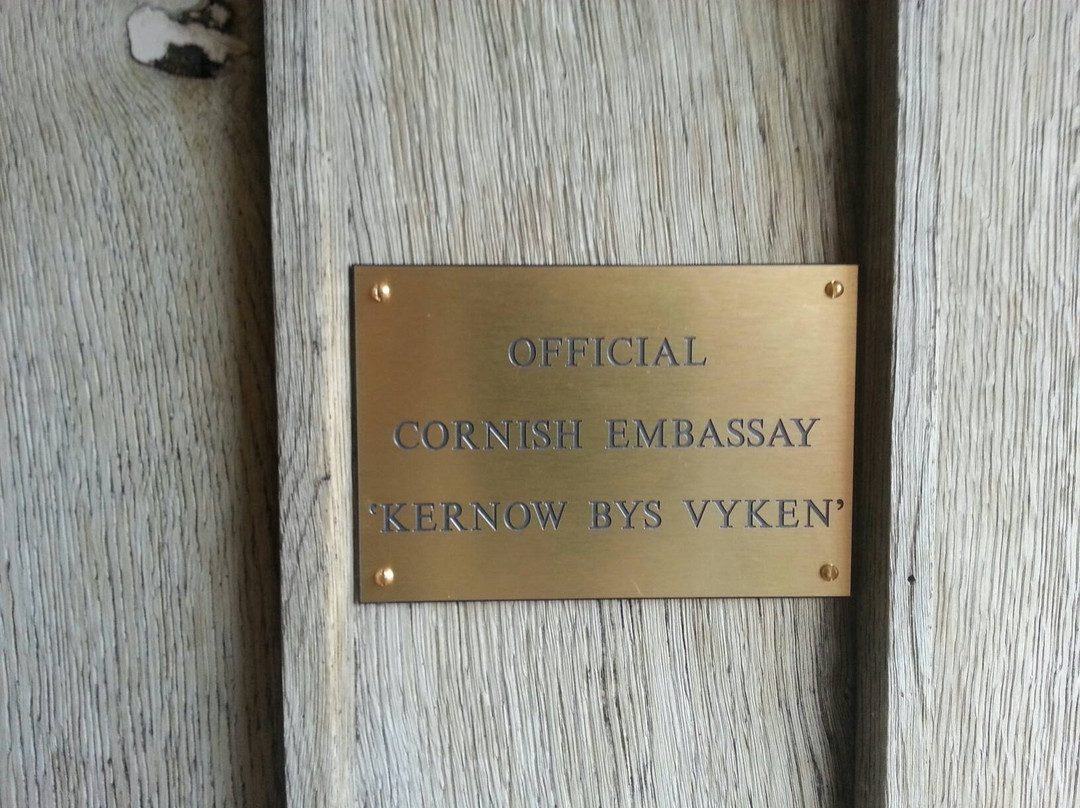 OFFICIAL
CORNISH EMBASSAY
‘KERNOW BYS VYKEN’